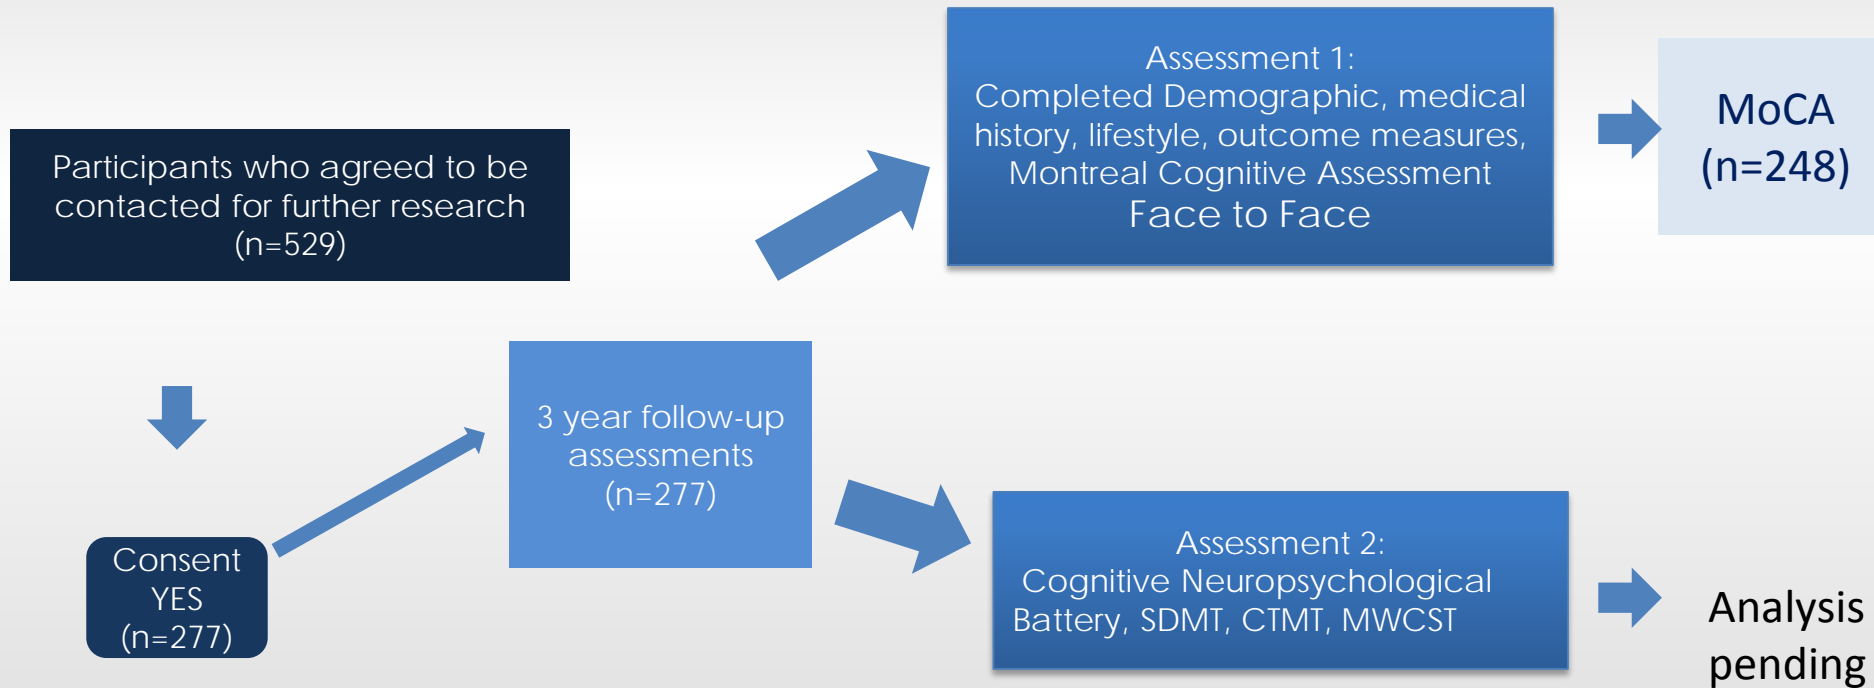 Participants who agreed to be
contacted for further research
(n=529)
Consent
YES
(n=277)
3 year follow-up
assessments
(n=277)
Assessment 1:
Completed Demographic, medical
history, lifestyle, outcome measures,
Montreal Cognitive Assessment
Face to Face
MoCA
(n=248)
Assessment 2:
Cognitive Neuropsychological
Battery, SDMT, CTMT, MWCST
Analysis
pending